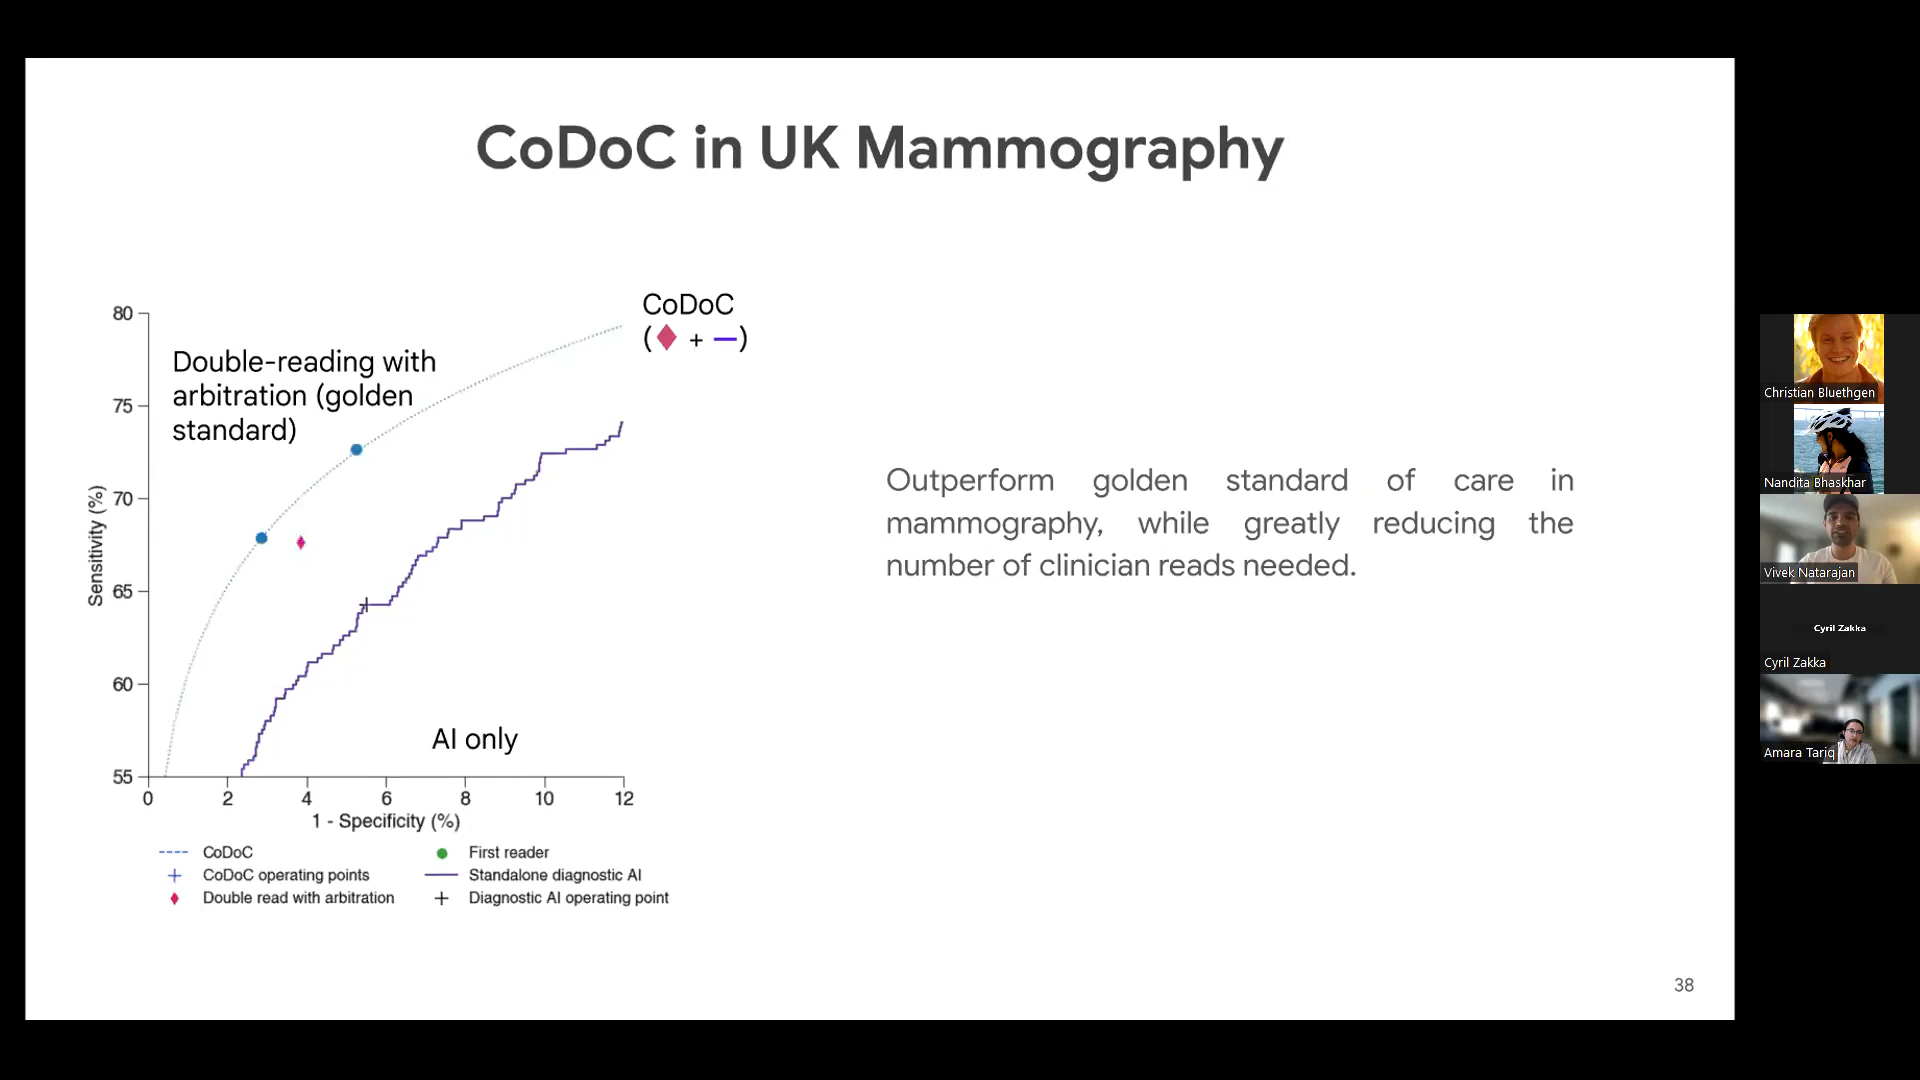 CoDoC in UK Mammography
CoDoC
( + )
Double-reading with
arbitration (golden
standard)
80
75
70
65
60
55
Sensitivity (%)
AI only
0 2 4 6 8 10 12
1 - Specificity (%)
CoDoC
CoDoC operating points
Double read with arbitration
First reader
Standalone diagnostic AI
Diagnostic AI operating point
Outperform golden standard of care in
mammography, while greatly reducing the
number of clinician reads needed.
38
Christian Bluethgen
Nandita Bhaskhar
Vivek Natarajan
Cyril Zakka
Cyril Zakka
Amara Tariq